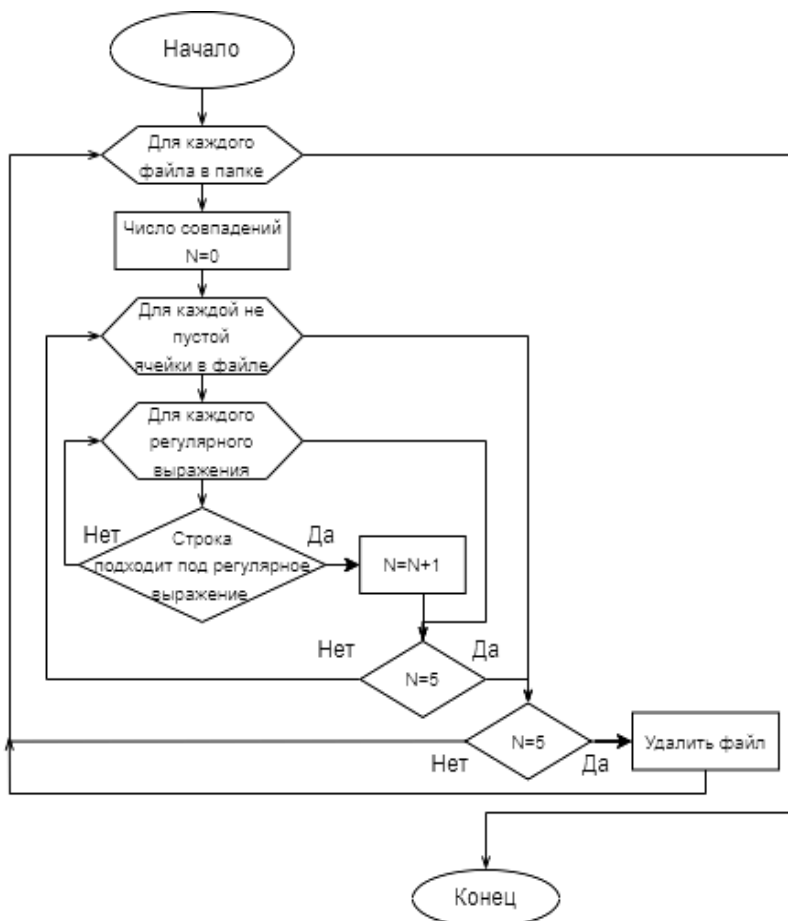 Начало
Для каждого
файла в папке
Число совпадений
N=0
Для каждой не
пустой
ячейки в файле
Для каждого
регулярного
выражения
Нет
Строка
подходит под регулярное
выражение
Да
N=N+1
Нет
N=5
Да
N=5
Нет
Да
Удалить файл
Конец